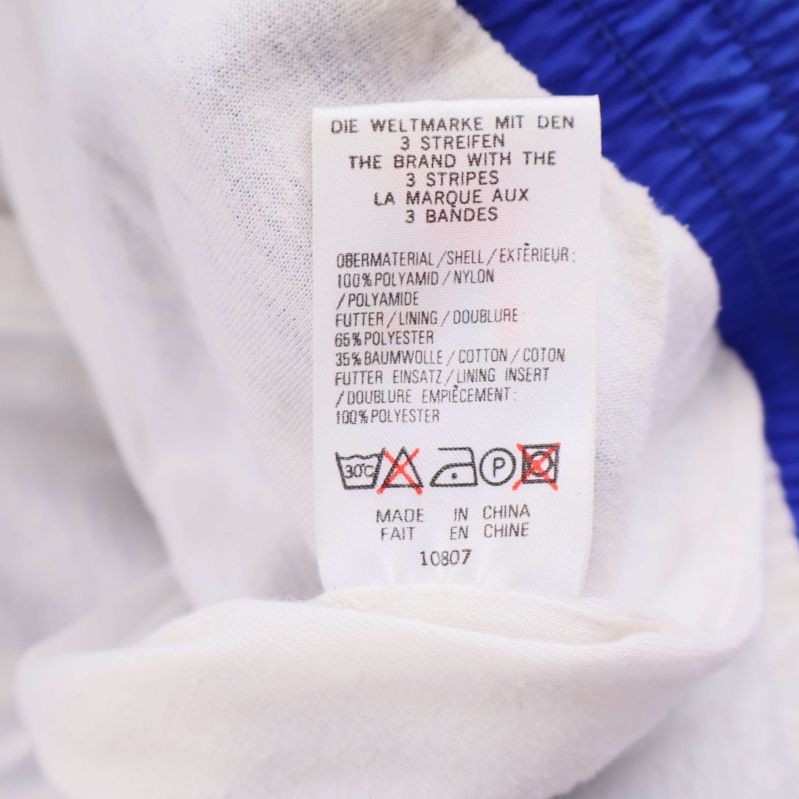 DIE WELTMARKE MIT DEN
3 STREIFEN
THE BRAND WITH THE
3 STRIPES
LA MARQUE AUX
3 BANDES
OBERMATERIAL/SHELL/EXTÈRIEUR:
100%POLYAMID/NYLON
/POLYAMIDE
FUTTER/LINING/DOUBLURE:
65%POLYESTER
35%BAUMWOLLE/COTTON/COTON
FUTTER EINSATZ/LINING INSERT
/DOUBLURE EMPIÈCEMENT:
100%POLYESTER
30°C P
MADE IN CHINA
FAIT EN CHINE
10807